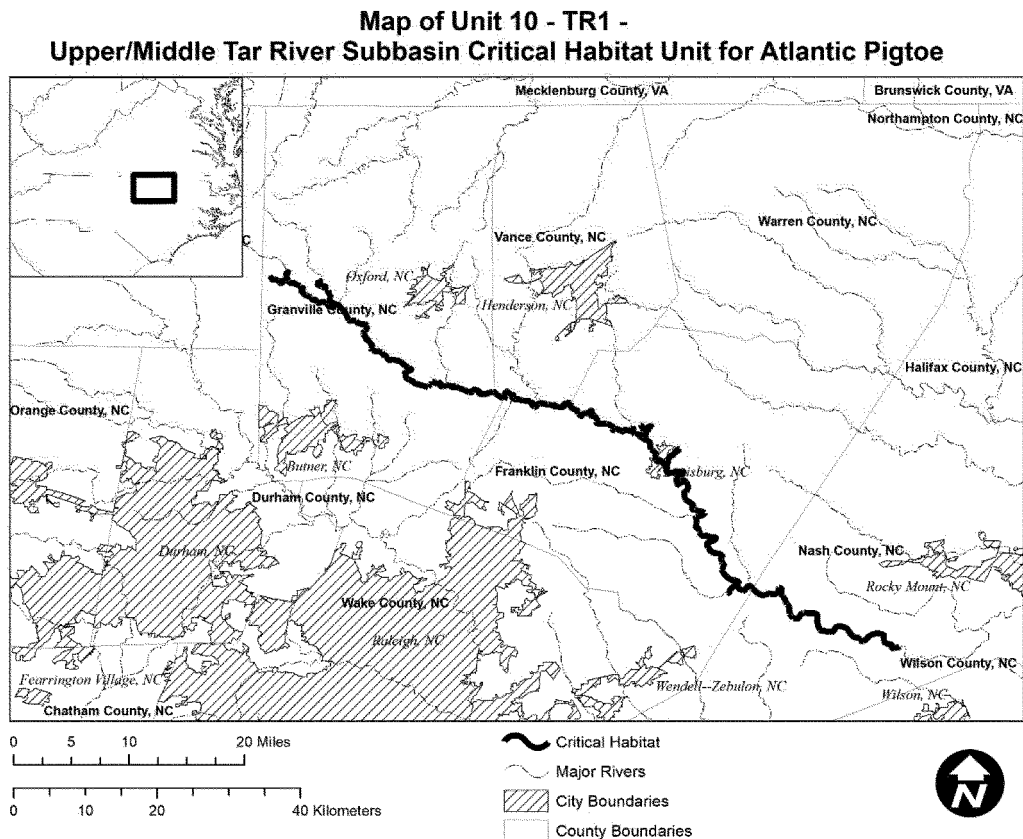 Map of Unit 10 - TR1 -
Upper/Middle Tar River Subbasin Critical Habitat Unit for Atlantic Pigtoe
Mecklenburg County, VA
Brunswick County, VA
Northampton County, NC
Warren County, NC
Vance County, NC
C
Oxford, NC
Henderson, NC
Granville County, NC
Halifax County, NC
Orange County, NC
Butner, NC
Franklin County, NC
isburg, NC
Durham County, NC
Durham, NC
Nash County, NC
Rocky Mount, NC
Wake County, NC
Raleigh, NC
Wilson County, NC
Fearrington Village, NC
Wendell--Zebulon, NC
Wilson, NC
Chatham County, NC
0 5 10 20 Miles
0 10 20 40 Kilometers
Critical Habitat
Major Rivers
City Boundaries
County Boundaries
N